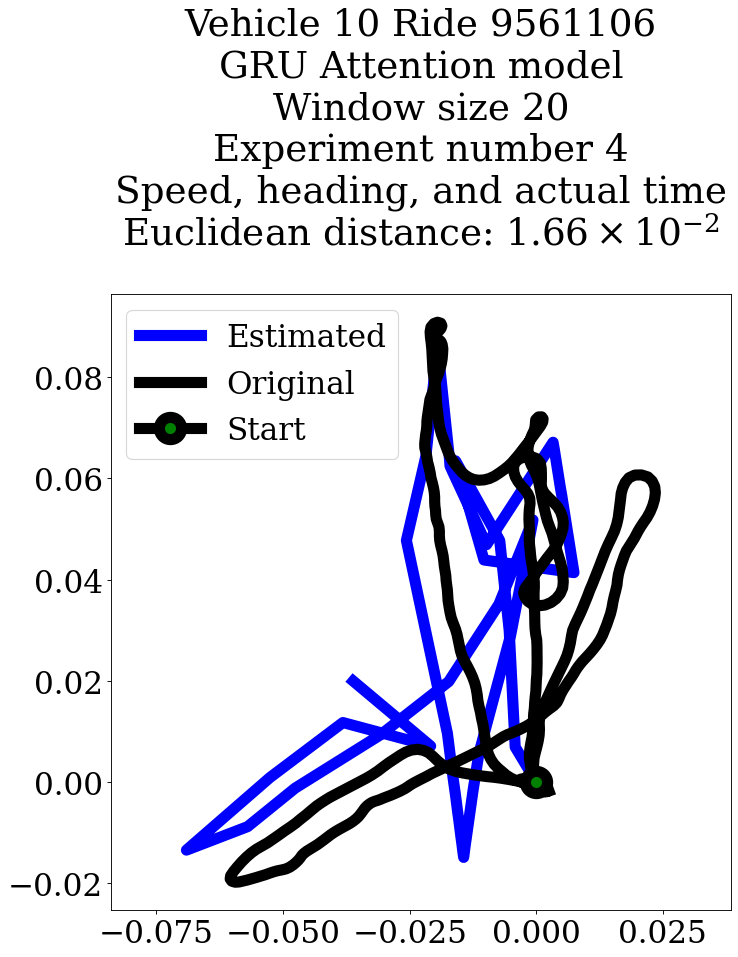 Vehicle 10 Ride 9561106
GRU Attention model
Window size 20
Experiment number 4
Speed, heading, and actual time
Euclidean distance: 1.66 × 10⁻²
Estimated
Original
Start
0.08
0.06
0.04
0.02
0.00
−0.02
−0.075 −0.050 −0.025 0.000 0.025